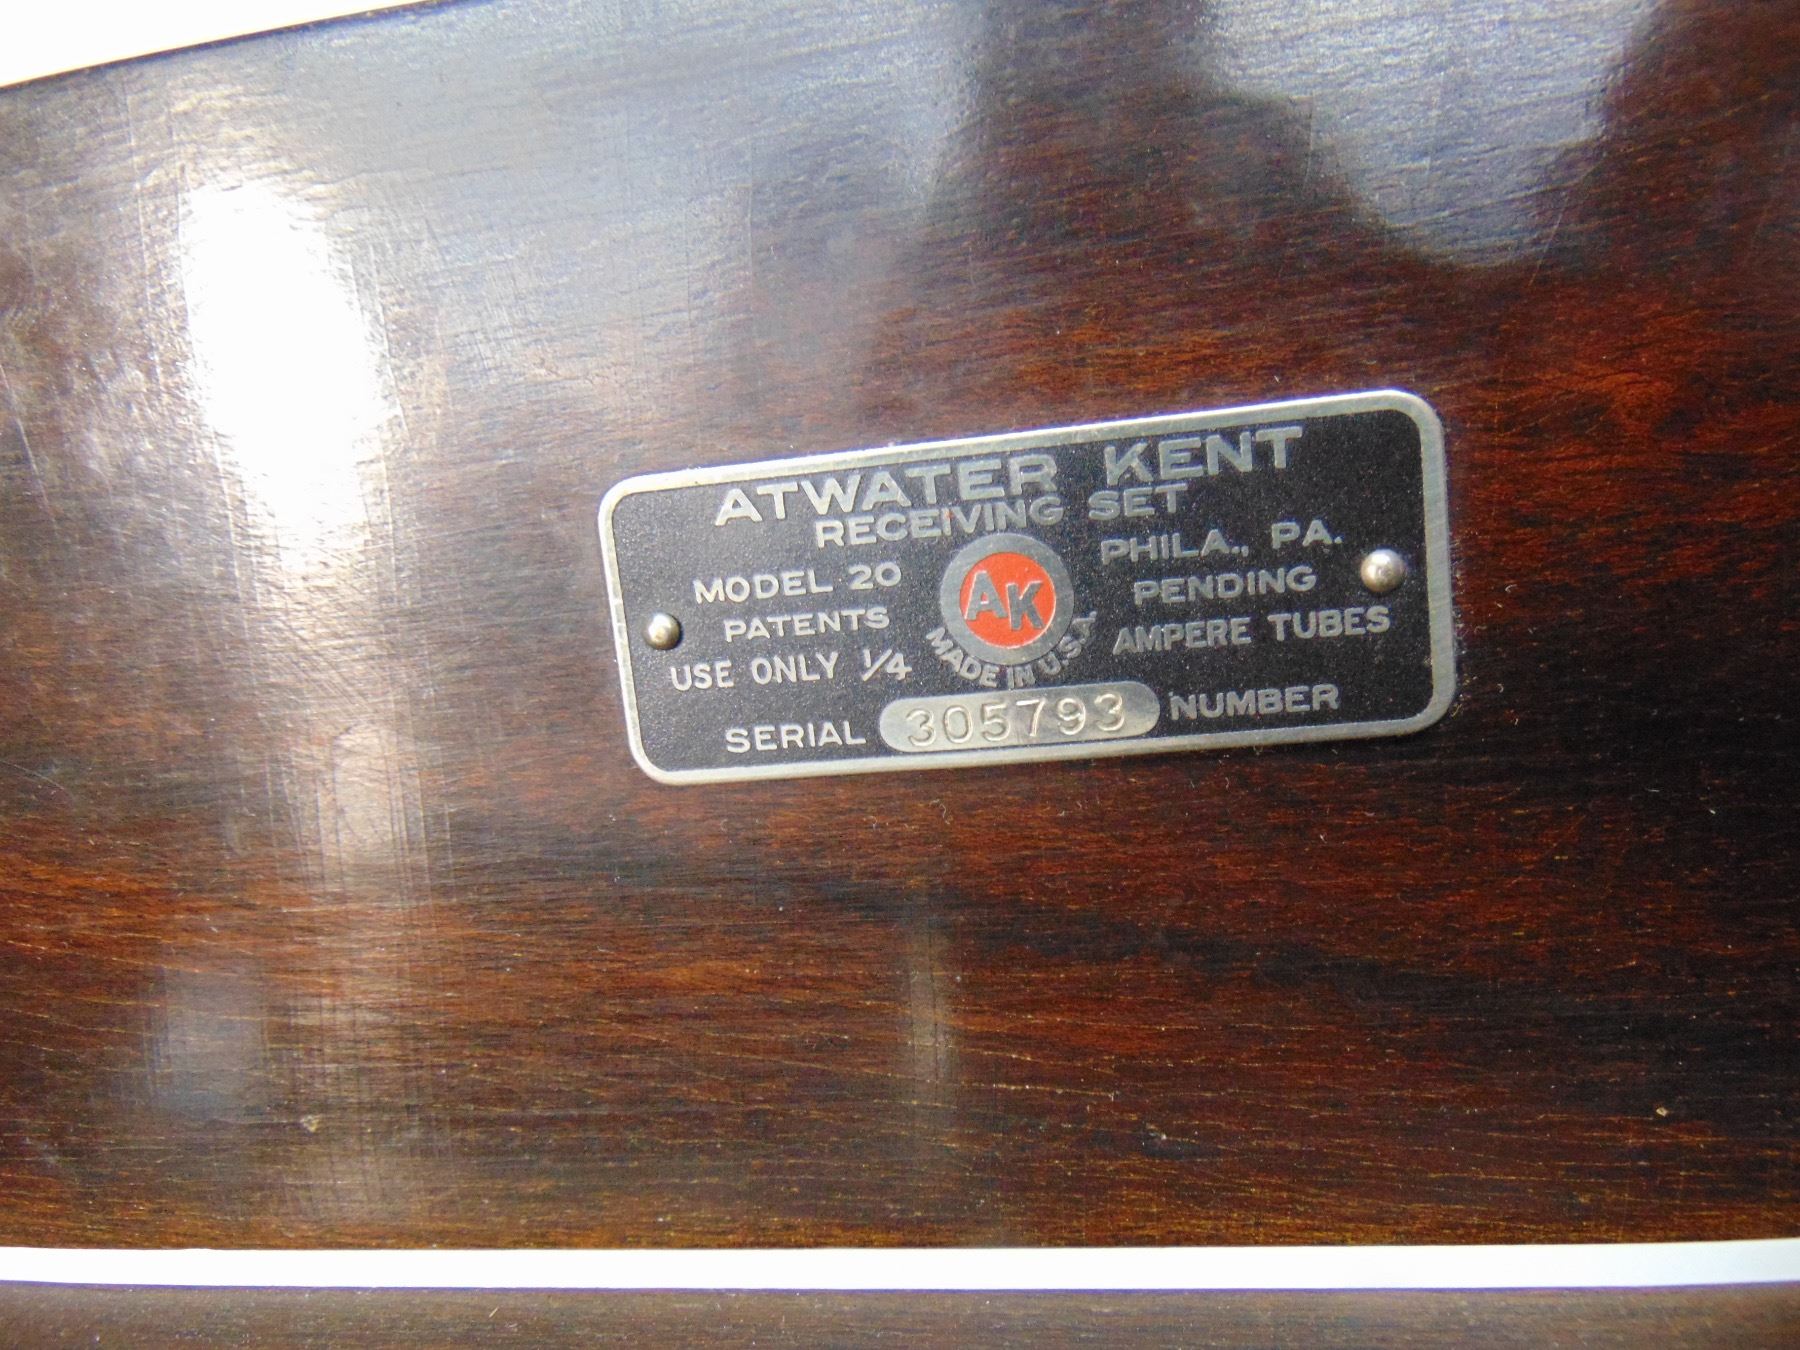 ATWATER KENT
RECEIVING SET
MODEL 20 AK PHILA., PA.
PATENTS PENDING
USE ONLY 1/4 AMPERE TUBES
MADE IN U.S.A.
SERIAL 305793 NUMBER